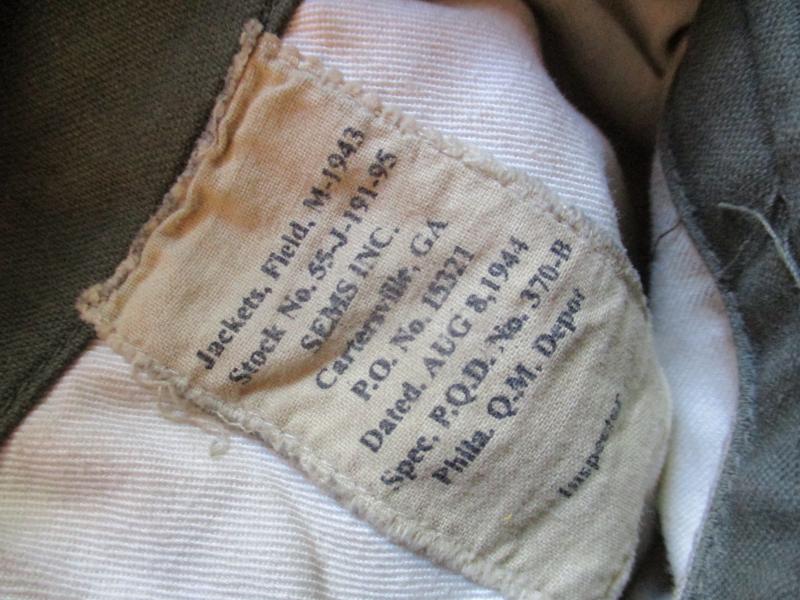 Jackets, Field, M-1943
Stock No. 55-J-191-95
SEMS INC.
Cartersville, GA
P.O. No. 15321
Dated. AUG 8,1944
Spec. P.Q.D. No. 370-B
Phila. Q.M. Depot
Inspector